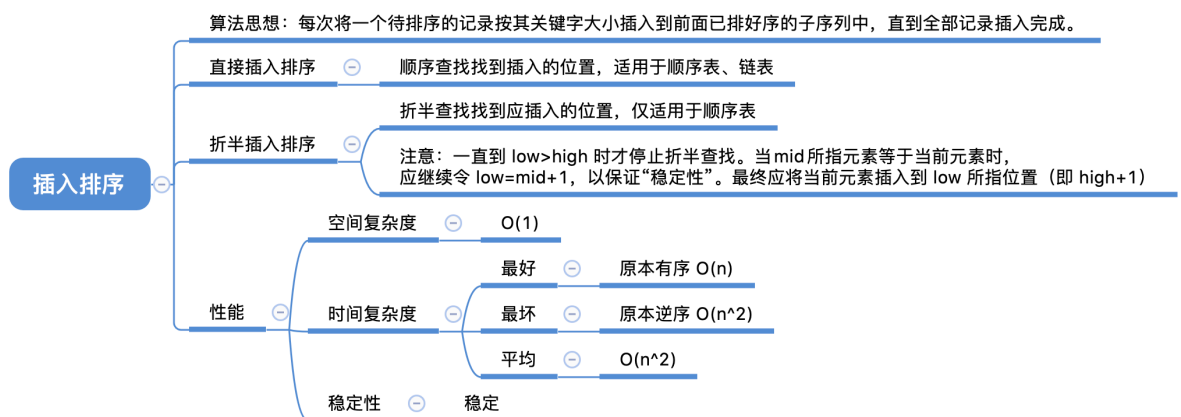 算法思想：每次将一个待排序的记录按其关键字大小插入到前面已排好序的子序列中，直到全部记录插入完成。
直接插入排序
顺序查找找到插入的位置，适用于顺序表、链表
折半查找找到应插入的位置，仅适用于顺序表
折半插入排序
注意：一直到 low>high 时才停止折半查找。当mid所指元素等于当前元素时，
应继续令 low=mid+1，以保证“稳定性”。最终应将当前元素插入到 low 所指位置（即 high+1）
插入排序
空间复杂度
O(1)
最好
原本有序 O(n)
性能
时间复杂度
最坏
原本逆序 O(n^2)
平均
O(n^2)
稳定性
稳定